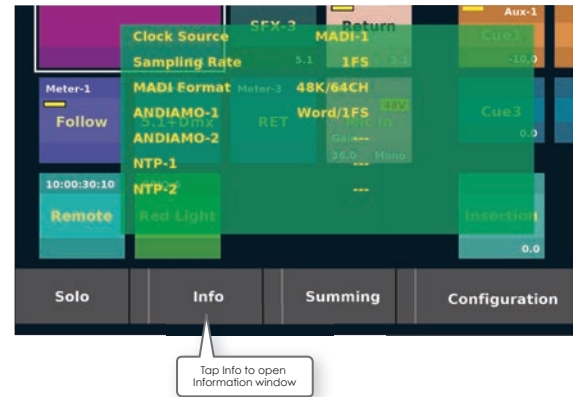 SFX-3
Return
Aux-1
Clock Source MADI-1
Cue1
Sampling Rate 1FS
5.1
-10,0
Meter-1
MADI Format 48K/64CH
Meter-3
Follow
ANDIAMO-1 Word/1FS
5.1+Dmx
RET
48V
Cue3
ANDIAMO-2 ---
Gain
0.0
NTP-1 ---
36.0 Mono
10:00:30:10
NTP-2 ---
Remote
Red Light
Insertion
0.0
Solo
Info
Summing
Configuration
Tap Info to open
Information window